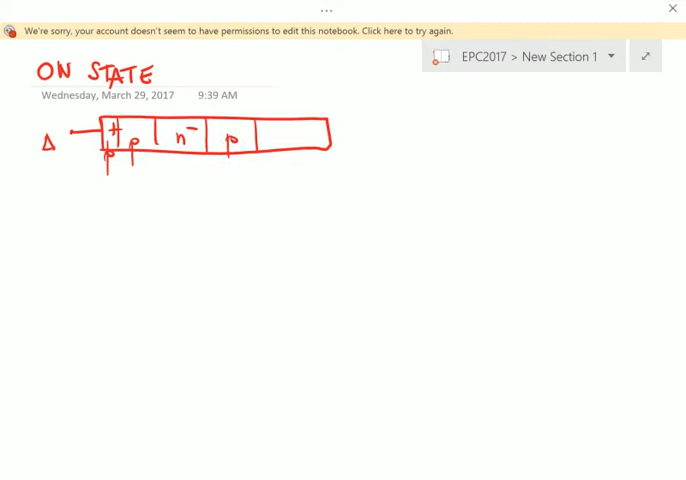 ...
We're sorry, your account doesn't seem to have permissions to edit this notebook. Click here to try again.
EPC2017 > New Section 1
ON STATE
Wednesday, March 29, 2017 9:39 AM
A + p p n− p